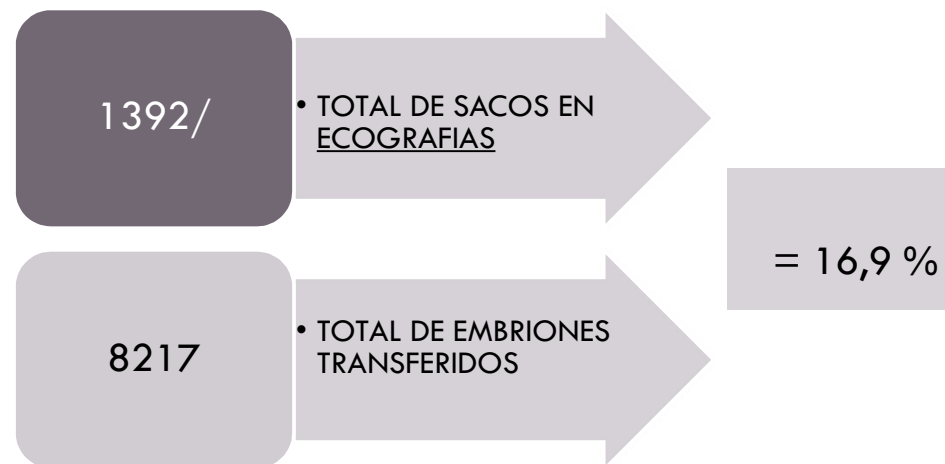 1392/
• TOTAL DE SACOS EN
ECOGRAFIAS
= 16,9 %
8217
• TOTAL DE EMBRIONES
TRANSFERIDOS